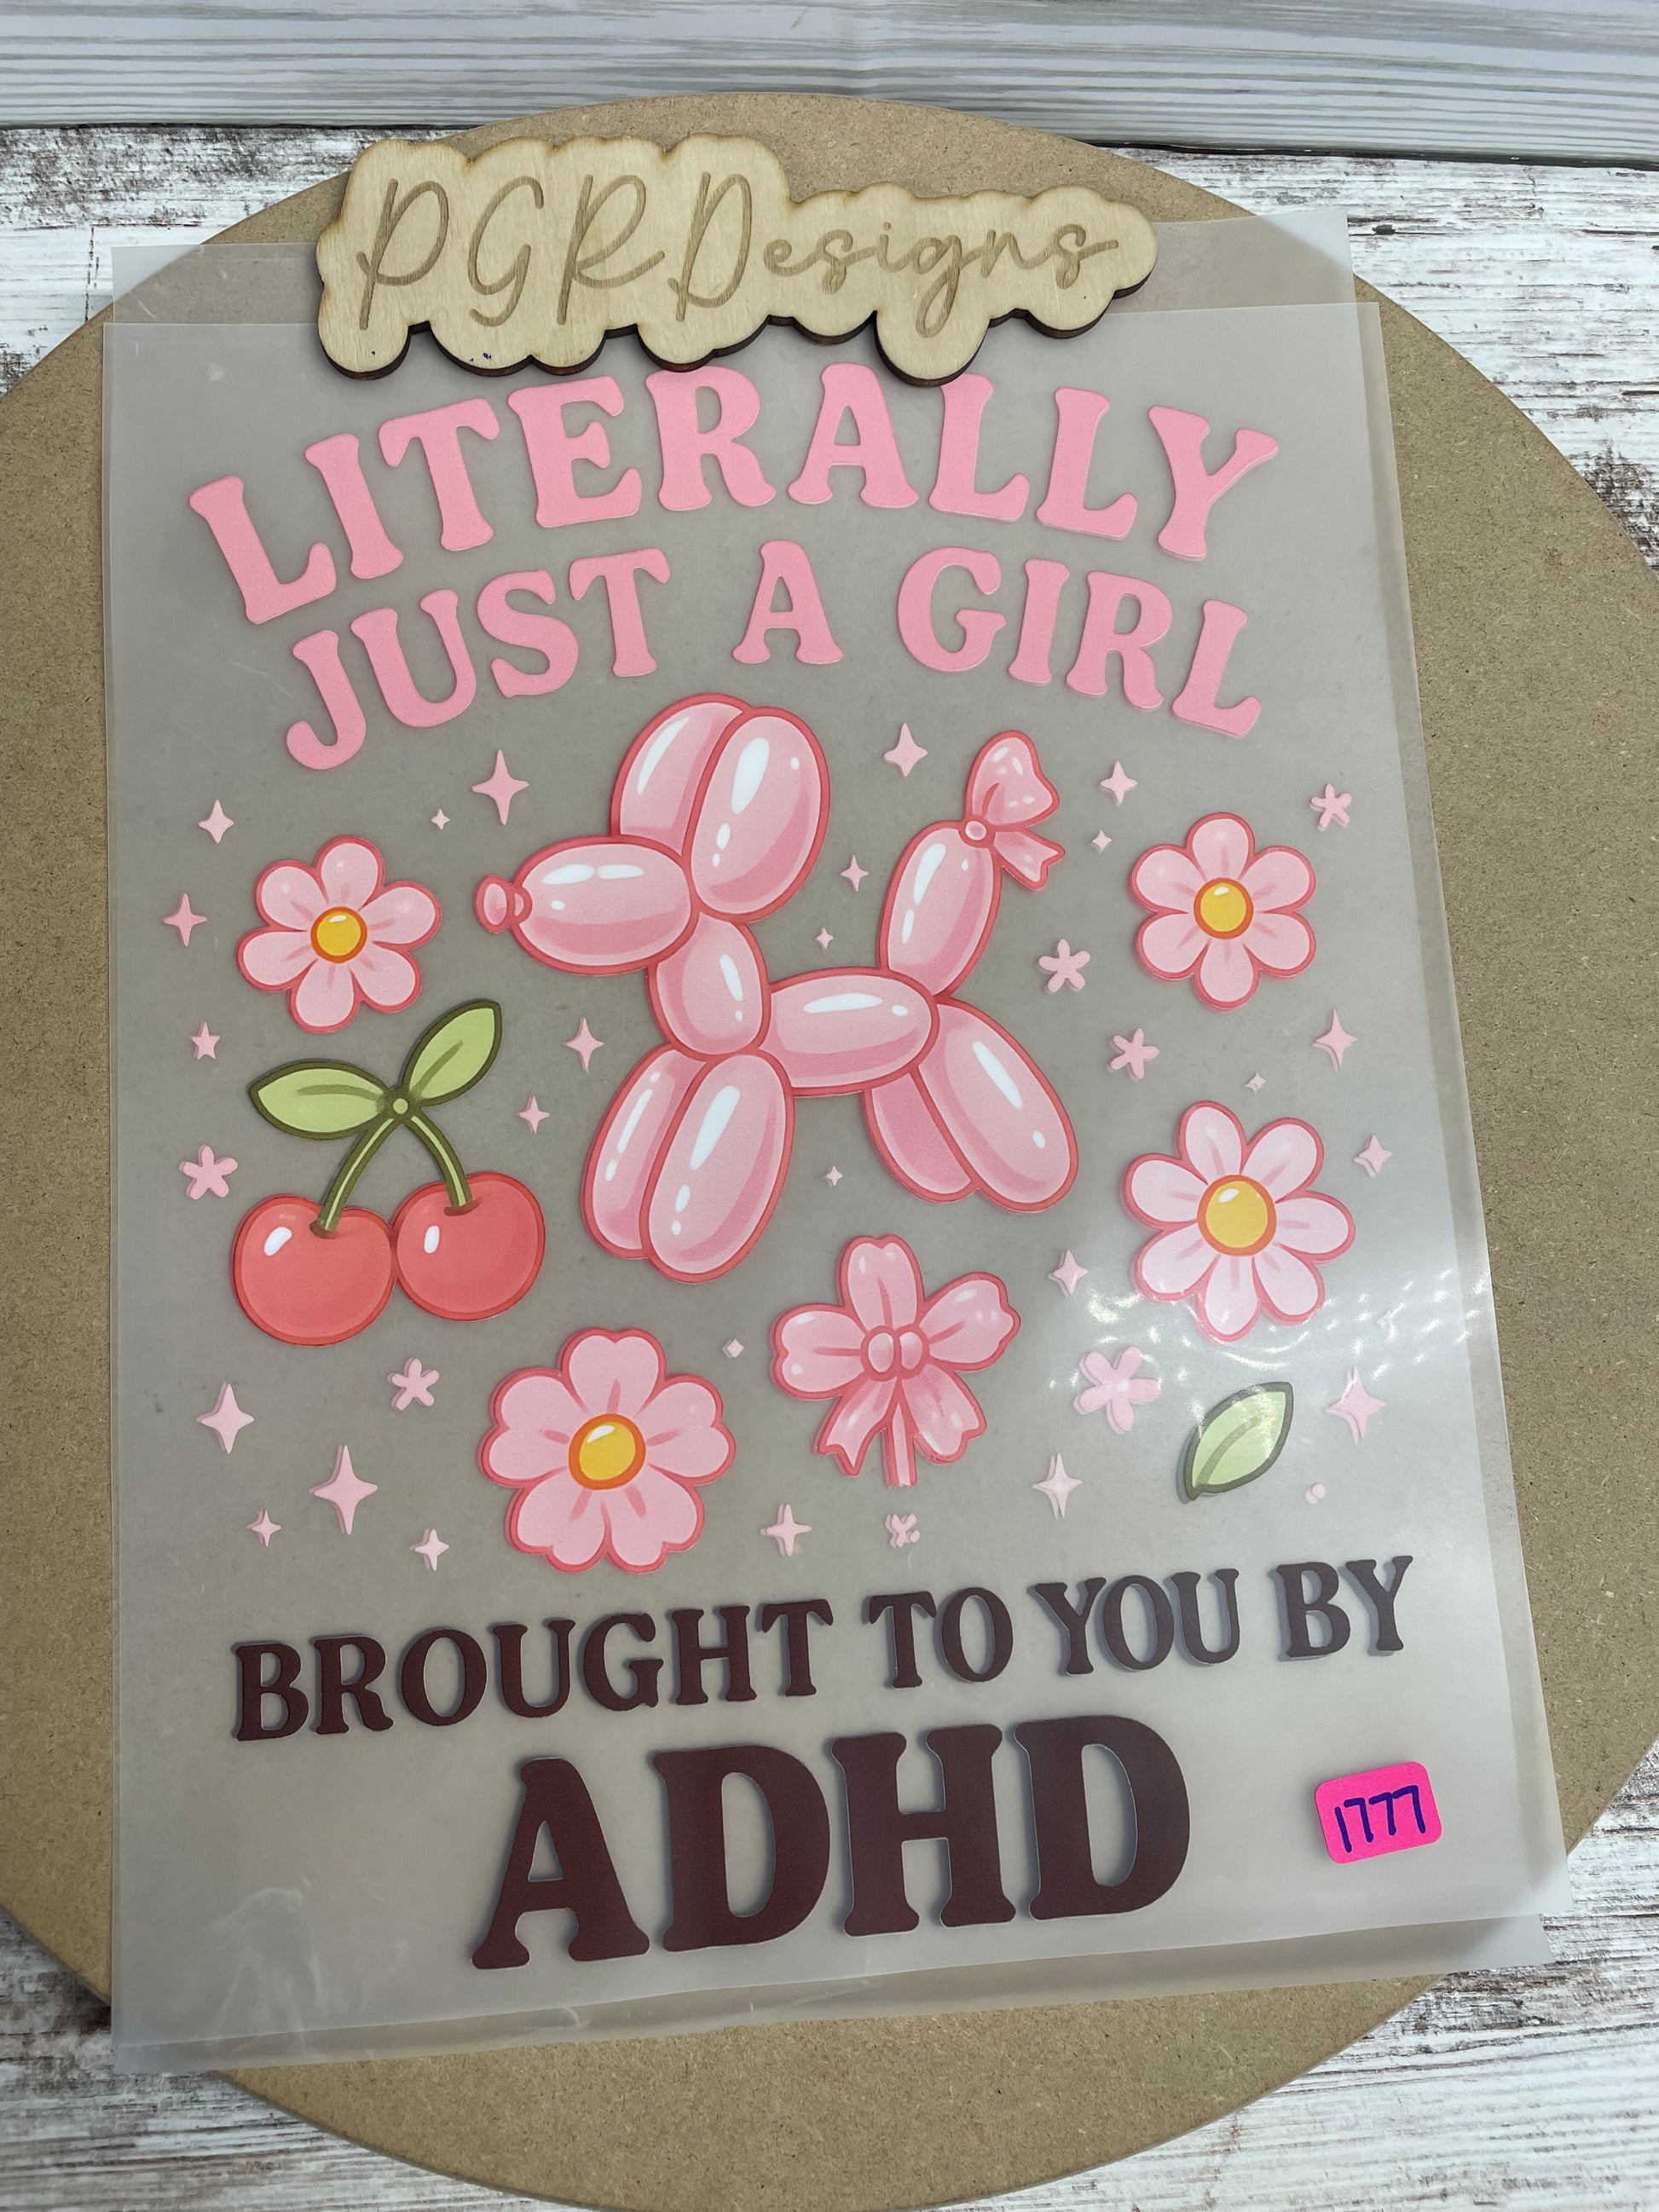 PGRDesigns
LITERALLY
JUST A GIRL
BROUGHT TO YOU BY
ADHD
1777